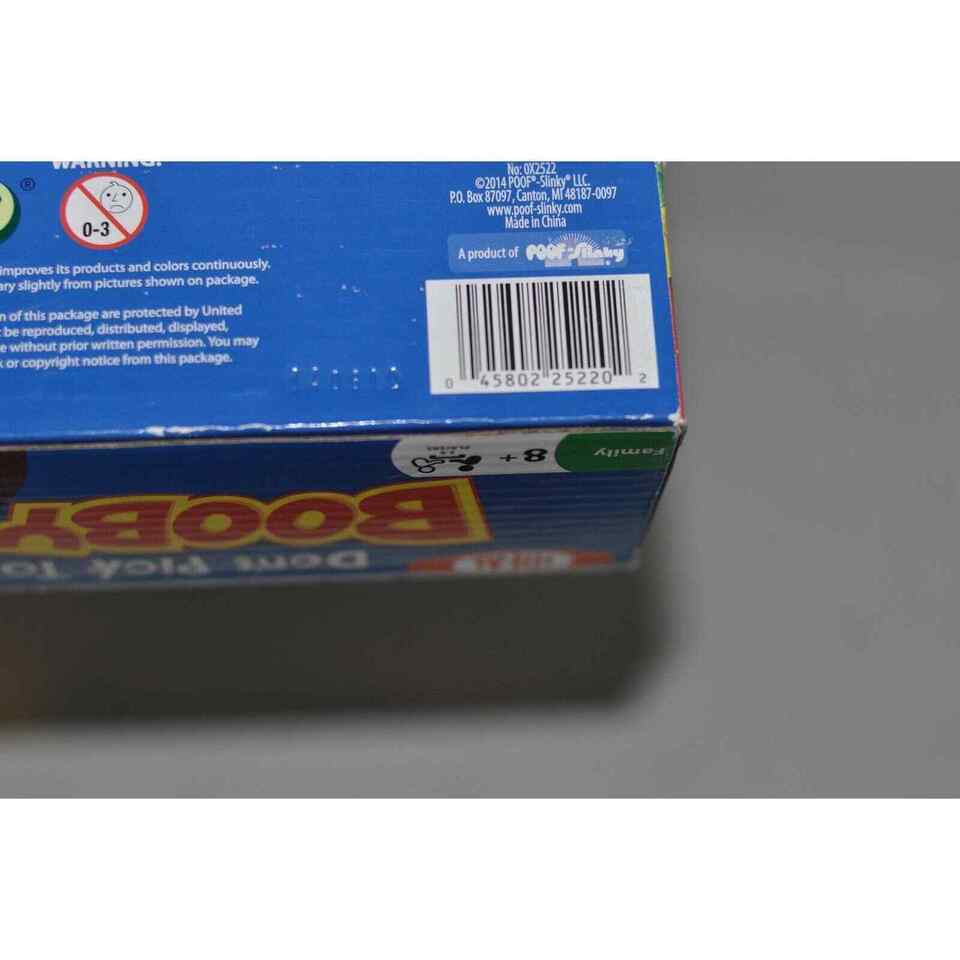 WARNING:
®
0-3
improves its products and colors continuously.
ary slightly from pictures shown on package.
n of this package are protected by United
be reproduced, distributed, displayed,
e without prior written permission. You may
or copyright notice from this package.
No: 0X2522
©2014 POOF®-Slinky® LLC.
P.O. Box 87097, Canton, MI 48187-0097
www.poof-slinky.com
Made in China
A product of POOF-Slinky®
0 45802 25220 2
Family
8+
PLAYERS
BOOBY
Don't Pick To